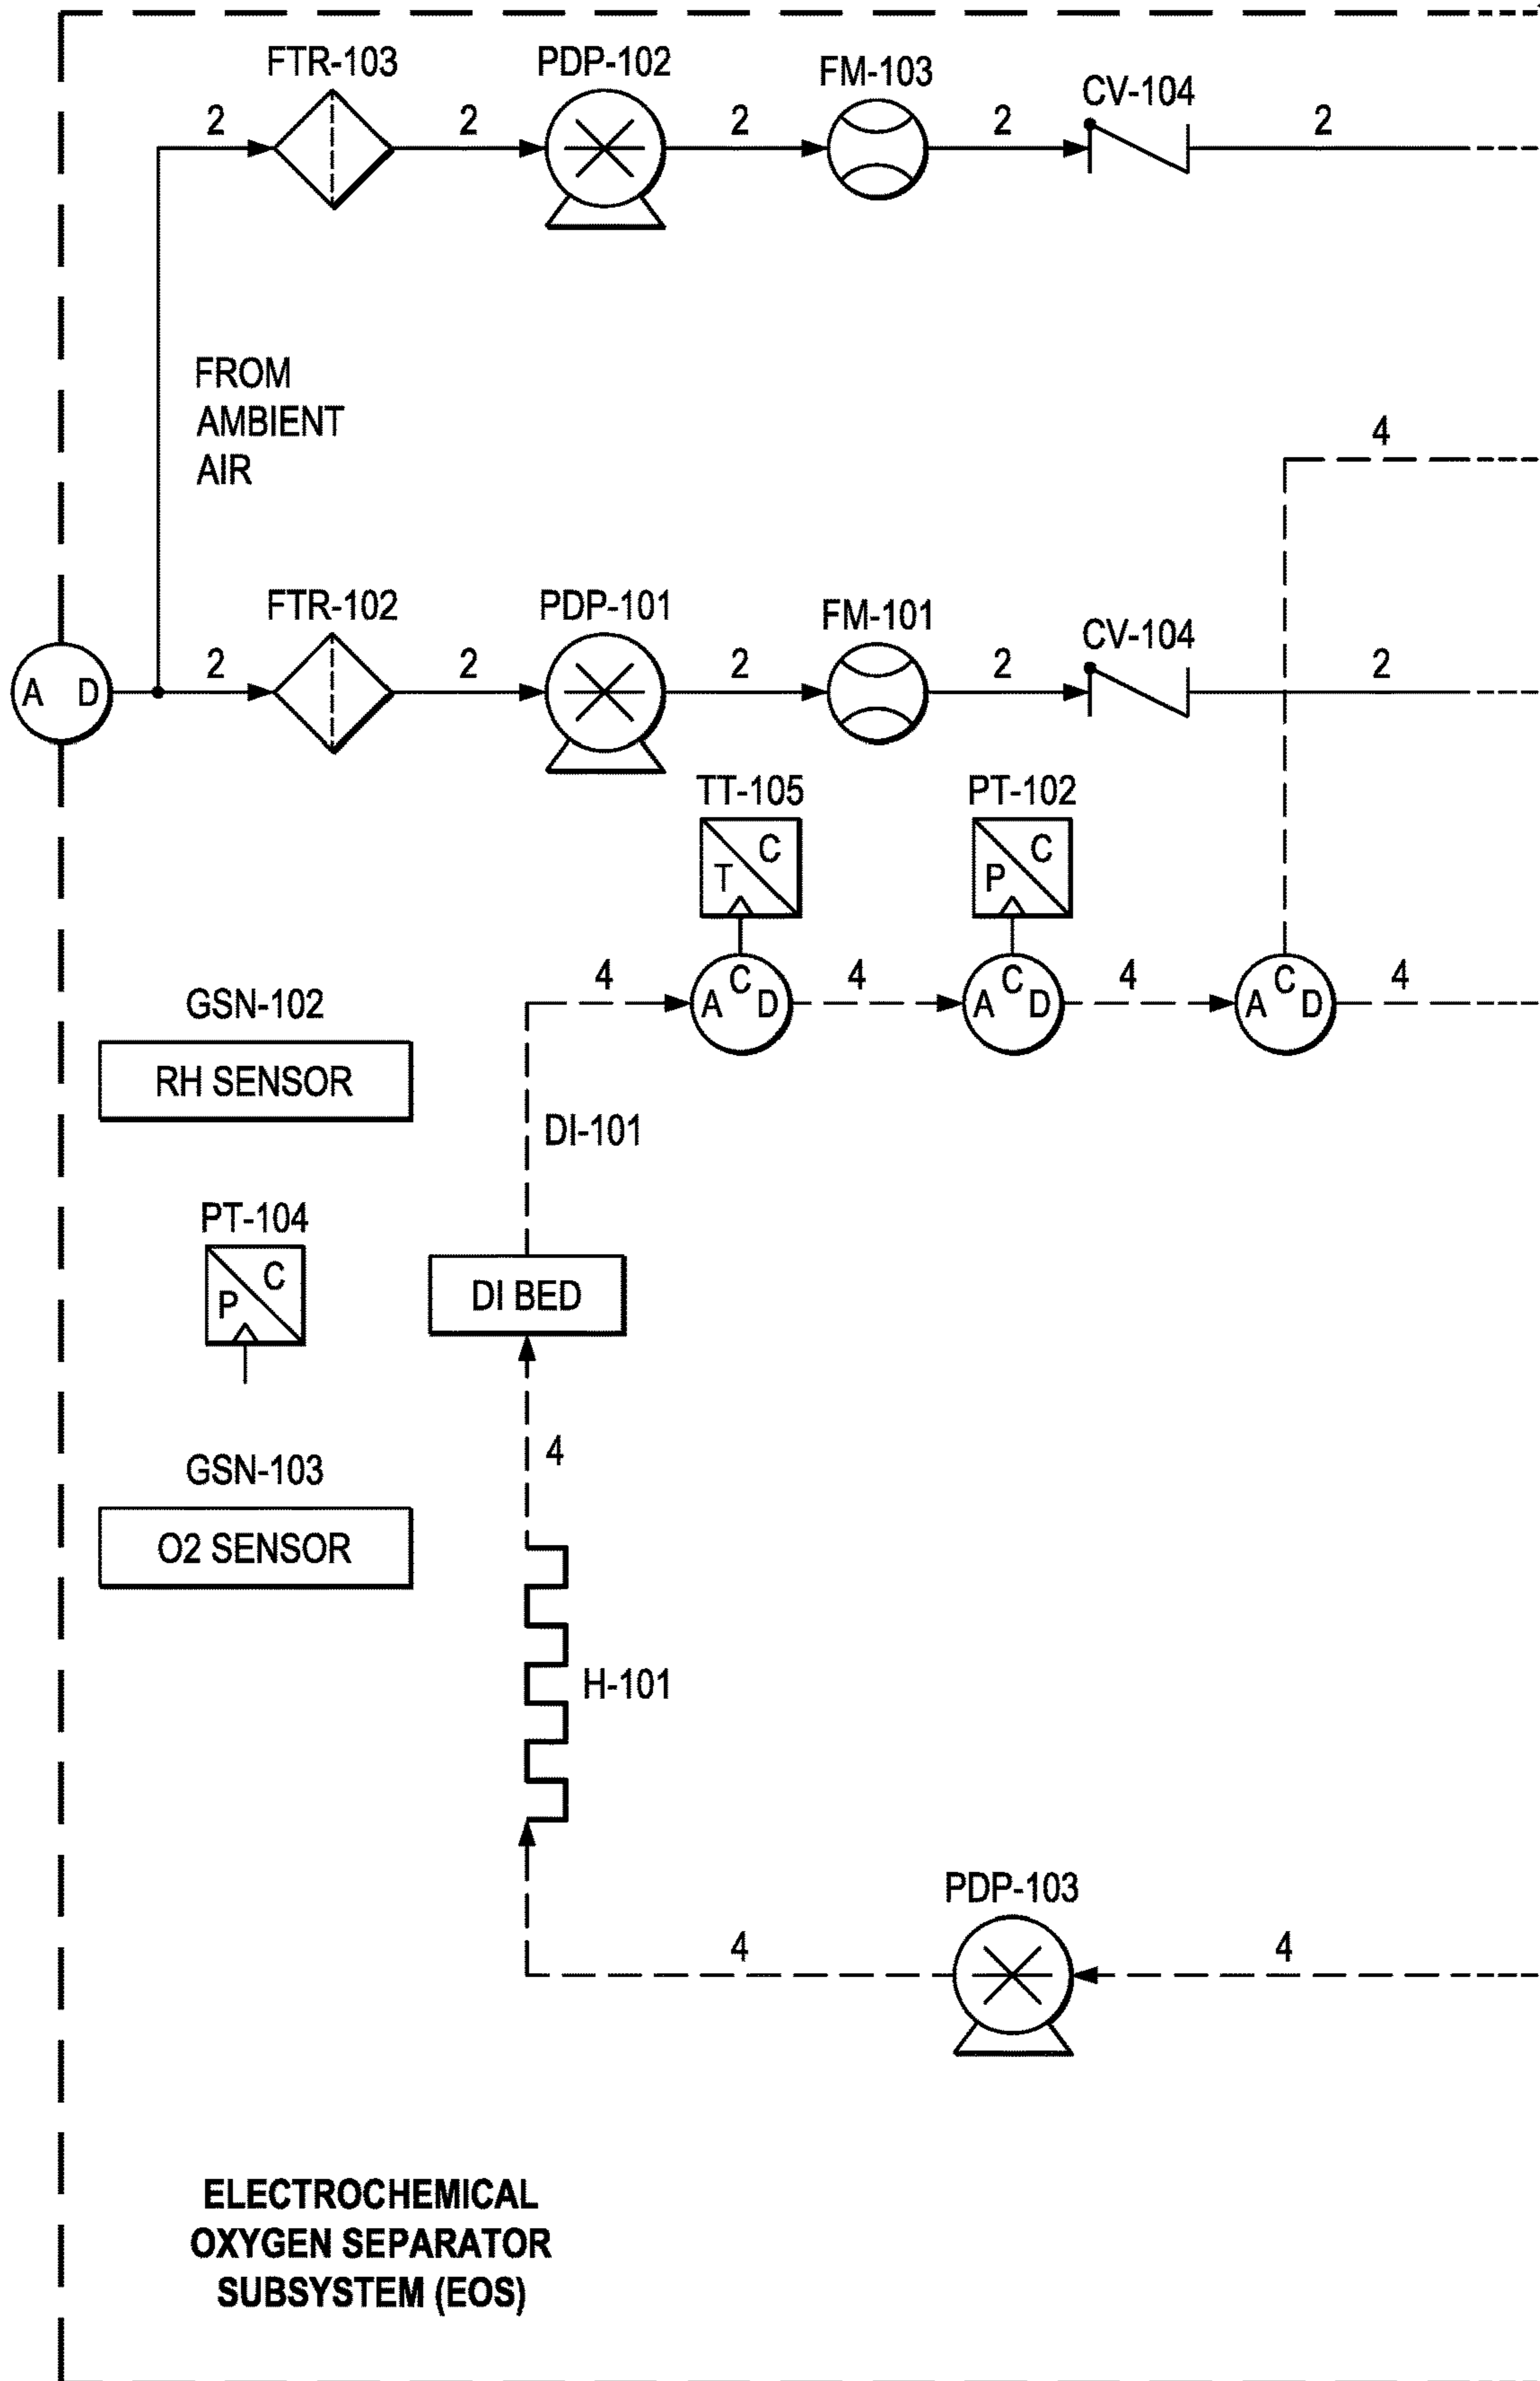 FTR-103 PDP-102 FM-103 CV-104
2 2 2 2 2
FROM
AMBIENT
AIR
4
FTR-102 PDP-101 FM-101 CV-104
A D 2 2 2 2 2
TT-105 PT-102
T C P C
4 A C D 4 A C D 4 A C D 4
GSN-102
RH SENSOR
DI-101
PT-104
P C
DI BED
4
GSN-103
O2 SENSOR
H-101
PDP-103
4 4
ELECTROCHEMICAL
OXYGEN SEPARATOR
SUBSYSTEM (EOS)